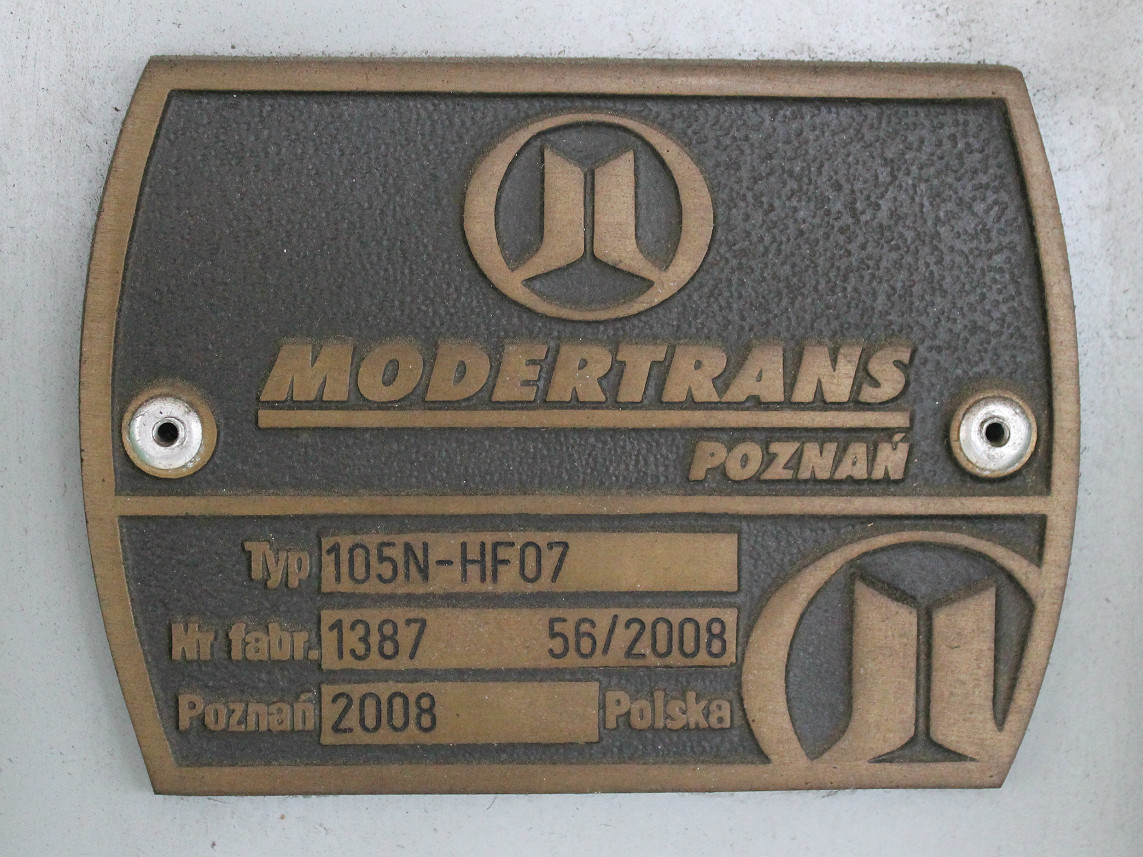 MODERTRANS
POZNAŃ
Typ 105N-HF07
Nr fabr. 1387 56/2008
Poznań 2008 Polska